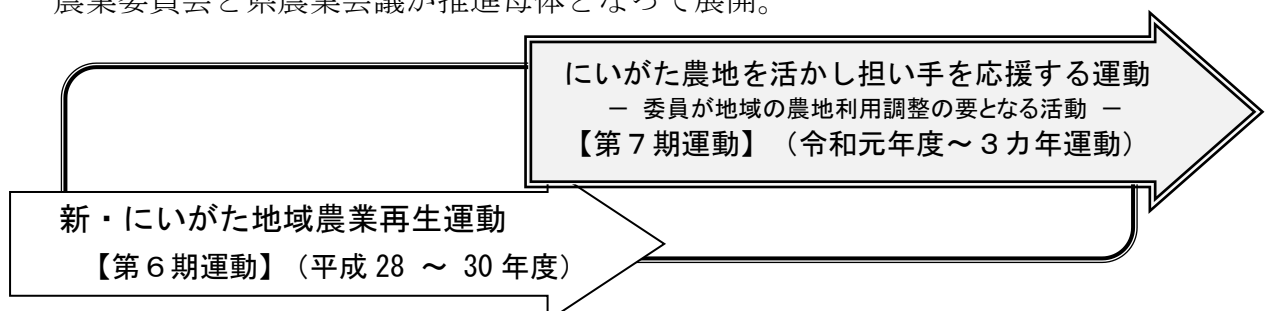 農業委員会と県農業会議が推進母体となって展開。
にいがた農地を活かし担い手を応援する運動
－ 委員が地域の農地利用調整の要となる活動 －
【第７期運動】（令和元年度～３カ年運動）
新・にいがた地域農業再生運動
【第６期運動】（平成 28 ～ 30 年度）